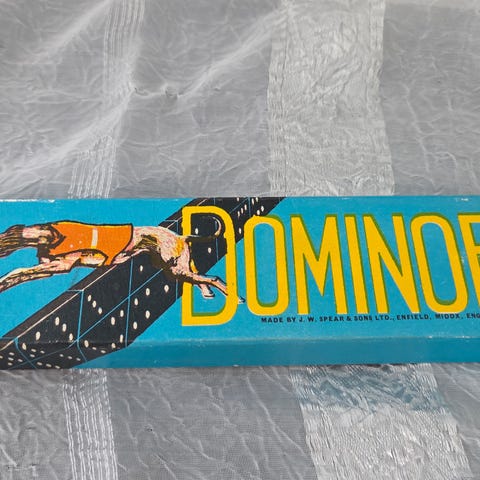 DOMINOE
MADE BY J. W. SPEAR & SONS LTD., ENFIELD, MIDDX, ENG